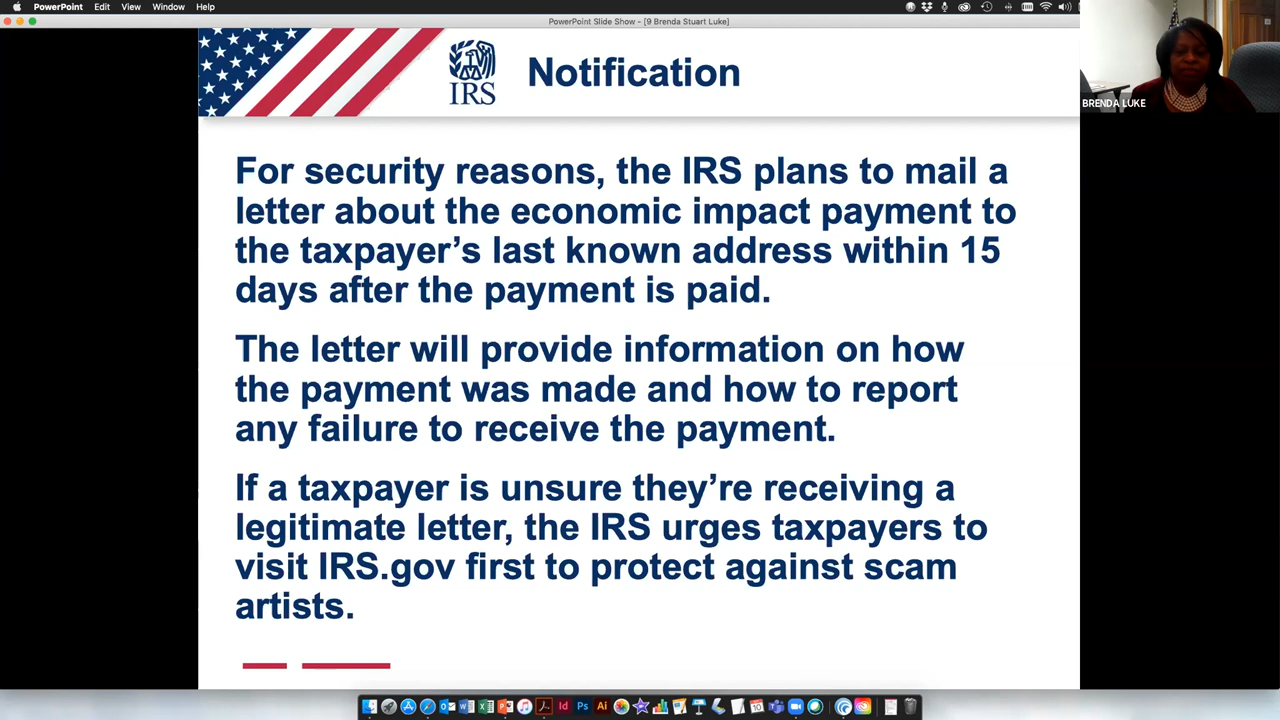 PowerPoint Edit View Window Help
PowerPoint Slide Show - [9 Brenda Stuart Luke]
IRS
Notification
BRENDA LUKE
For security reasons, the IRS plans to mail a
letter about the economic impact payment to
the taxpayer’s last known address within 15
days after the payment is paid.
The letter will provide information on how
the payment was made and how to report
any failure to receive the payment.
If a taxpayer is unsure they’re receiving a
legitimate letter, the IRS urges taxpayers to
visit IRS.gov first to protect against scam
artists.
Id Ps Ai